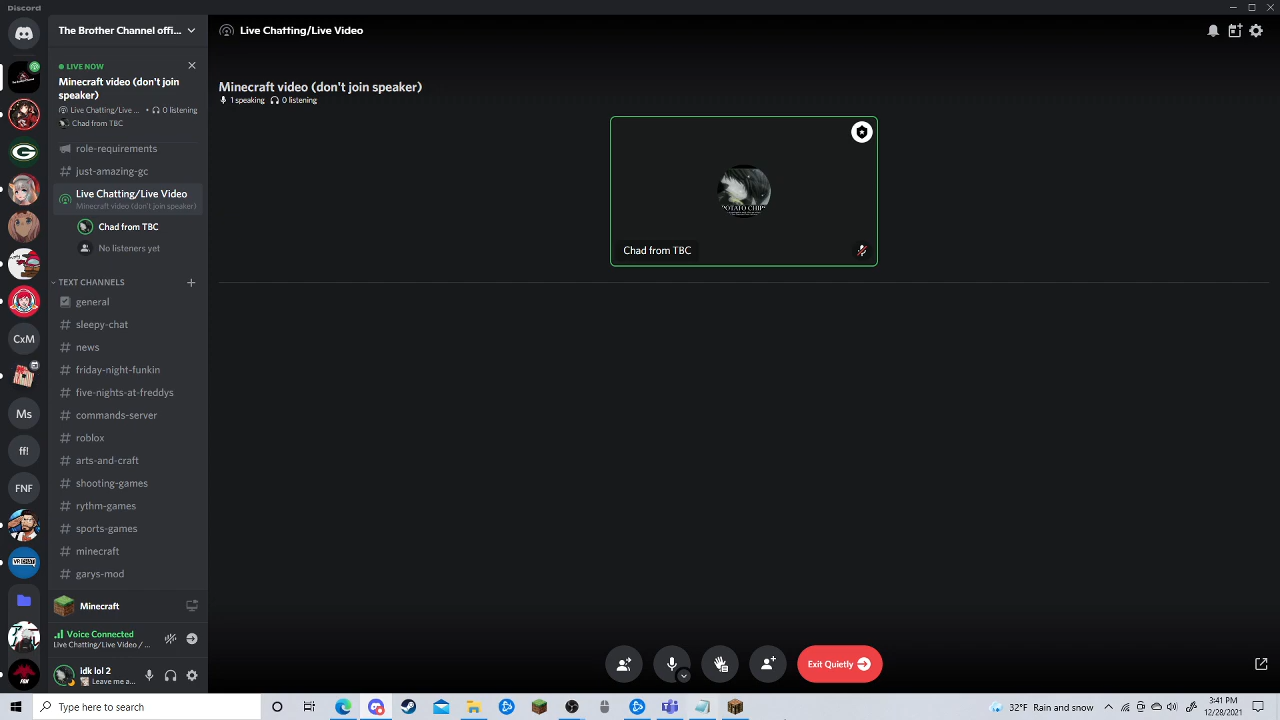 Discord
The Brother Channel offi...
LIVE NOW
Minecraft video (don't join
speaker)
Live Chatting/Live ... • 0 listening
Chad from TBC
role-requirements
just-amazing-gc
Live Chatting/Live Video
Minecraft video (don't join speaker)
Chad from TBC
No listeners yet
TEXT CHANNELS
general
sleepy-chat
news
friday-night-funkin
five-nights-at-freddys
commands-server
roblox
arts-and-craft
shooting-games
rythm-games
sports-games
minecraft
garys-mod
Minecraft
Voice Connected
Live Chatting/Live Video / ...
idk lol 2
Leave me a...
CxM
Ms
ff!
FNF
VR CHAT
Live Chatting/Live Video
Minecraft video (don't join speaker)
1 speaking 0 listening
POTATO CHIPS
Chad from TBC
Exit Quietly
Type here to search
32°F Rain and snow
3:41 PM
12/28/2021